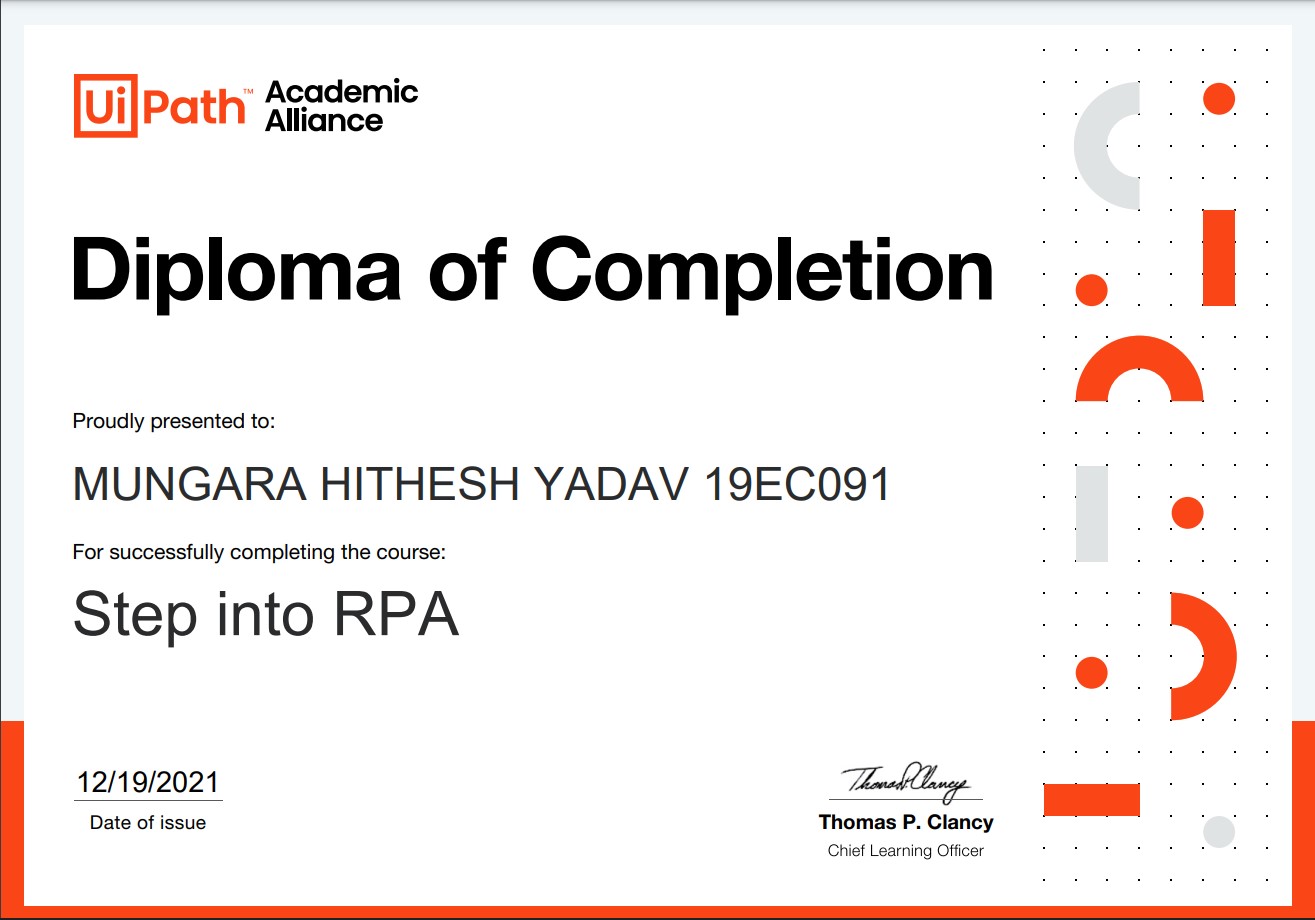 UiPath™ Academic
Alliance
Diploma of Completion
Proudly presented to:
MUNGARA HITHESH YADAV 19EC091
For successfully completing the course:
Step into RPA
12/19/2021
Date of issue
Thomas P. Clancy
Thomas P. Clancy
Chief Learning Officer